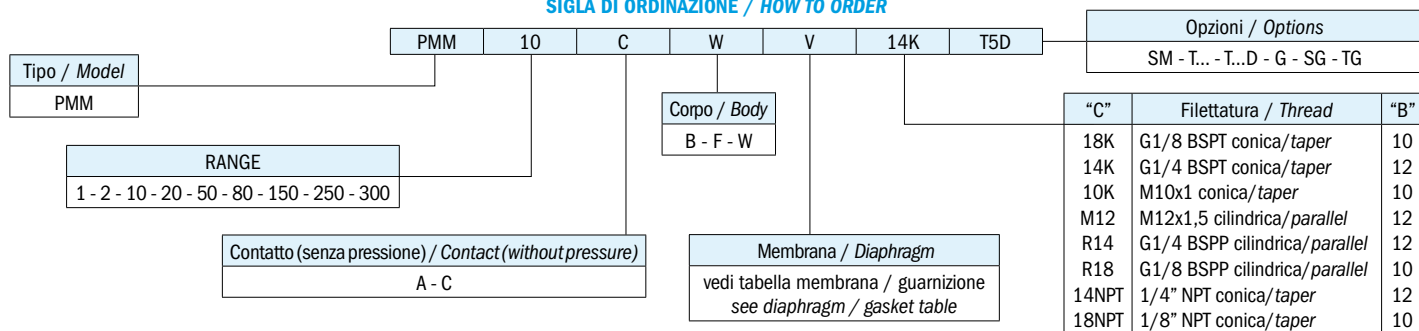 SIGLA DI ORDINAZIONE / HOW TO ORDER
PMM 10 C W V 14K T5D
Opzioni / Options
SM - T... - T...D - G - SG - TG
Tipo / Model
PMM
Corpo / Body
B - F - W
RANGE
1 - 2 - 10 - 20 - 50 - 80 - 150 - 250 - 300
Contatto (senza pressione) / Contact (without pressure)
A - C
Membrana / Diaphragm
vedi tabella membrana / guarnizione
see diaphragm / gasket table
“C” Filettatura / Thread “B”
18K G1/8 BSPT conica/taper 10
14K G1/4 BSPT conica/taper 12
10K M10x1 conica/taper 10
M12 M12x1,5 cilindrica/parallel 12
R14 G1/4 BSPP cilindrica/parallel 12
R18 G1/8 BSPP cilindrica/parallel 10
14NPT 1/4” NPT conica/taper 12
18NPT 1/8” NPT conica/taper 10